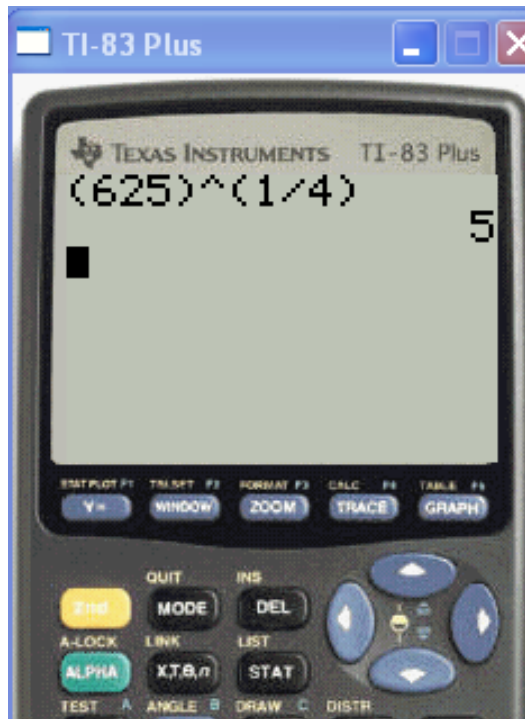 TI-83 Plus
TEXAS INSTRUMENTS TI-83 Plus
(625)^(1/4)
5
STAT PLOT F1 TBLSET F2 FORMAT F3 CALC F4 TABLE F5
Y= WINDOW ZOOM TRACE GRAPH
QUIT INS
2nd MODE DEL
A-LOCK LINK LIST
ALPHA X,T,θ,n STAT
TEST A ANGLE B DRAW C DISTR